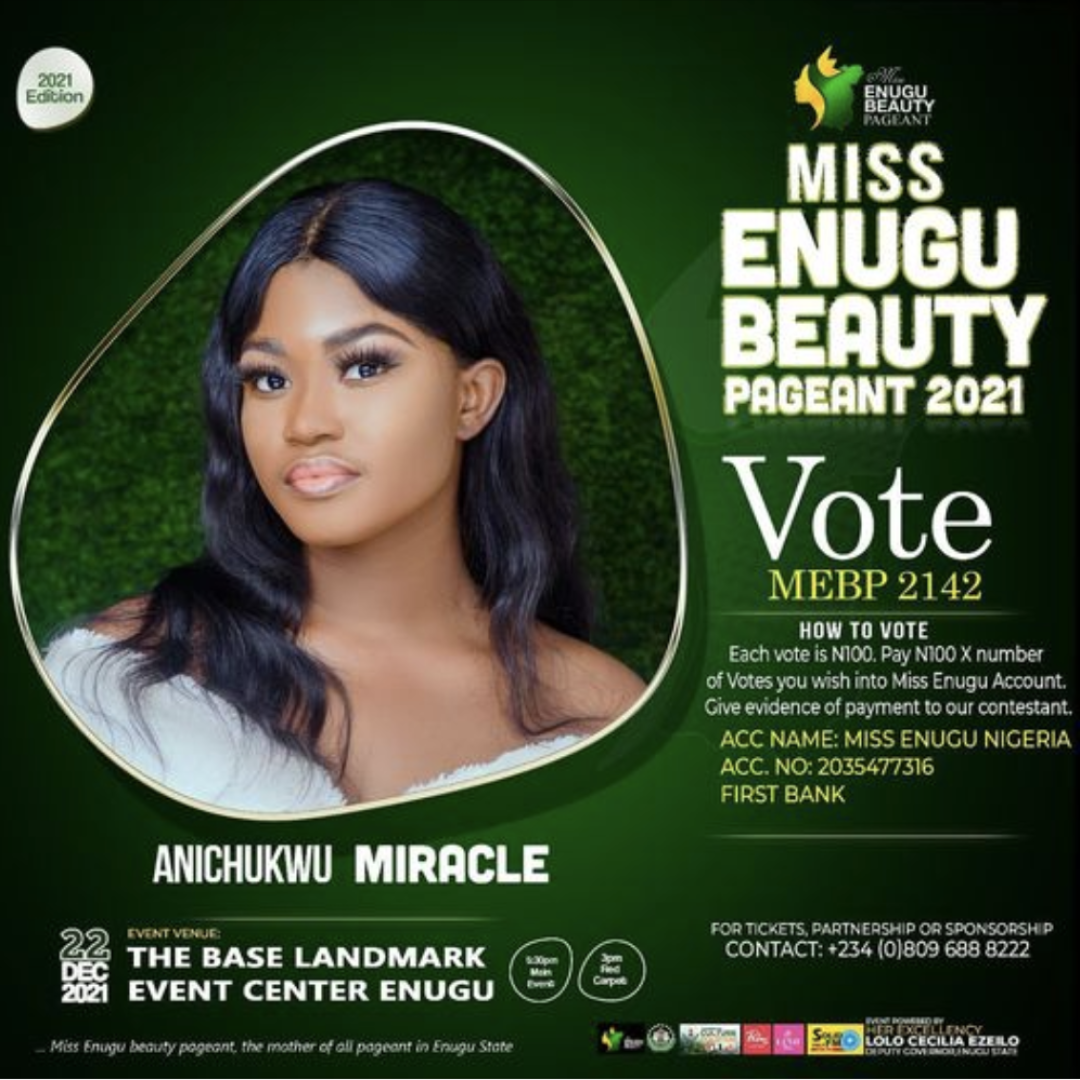 2021
Edition
Miss
ENUGU
BEAUTY
PAGEANT
MISS
ENUGU
BEAUTY
PAGEANT 2021
Vote
MEBP 2142
HOW TO VOTE
Each vote is N100. Pay N100 X number
of Votes you wish into Miss Enugu Account.
Give evidence of payment to our contestant.
ACC NAME: MISS ENUGU NIGERIA
ACC. NO: 2035477316
FIRST BANK
ANICHUKWU MIRACLE
22
DEC
2021
EVENT VENUE:
THE BASE LANDMARK
EVENT CENTER ENUGU
5:30pm
Main
Event
3pm
Red
Carpet
FOR TICKETS, PARTNERSHIP OR SPONSORSHIP
CONTACT: +234 (0)809 688 8222
... Miss Enugu beauty pageant, the mother of all pageant in Enugu State
EVENT POWERED BY
HER EXCELLENCY
LOLO CECILIA EZEILO
DEPUTY GOVERNOR, ENUGU STATE